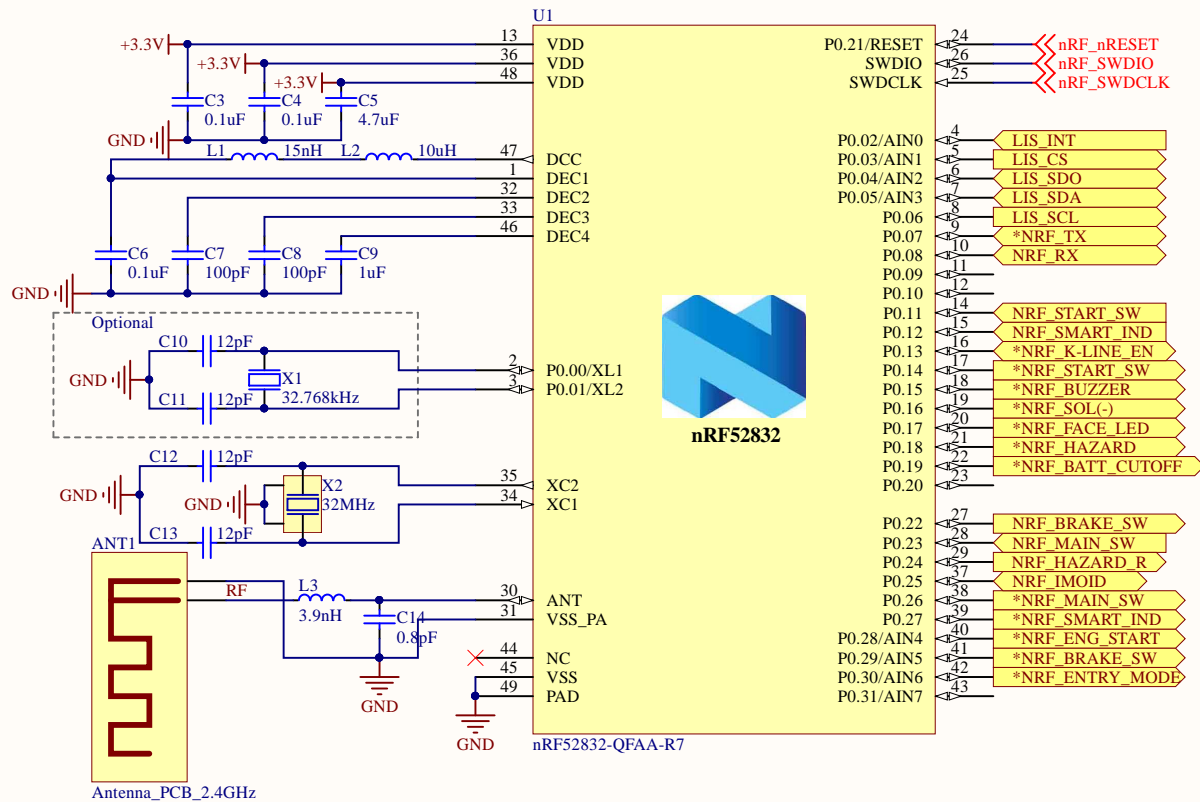 U1
+3.3V
+3.3V
+3.3V
C3
0.1uF
C4
0.1uF
C5
4.7uF
GND
L1
15nH
L2
10uH
C6
0.1uF
C7
100pF
C8
100pF
C9
1uF
GND
Optional
C10
12pF
GND
X1
32.768kHz
C11
12pF
C12
12pF
GND
GND
X2
32MHz
C13
12pF
ANT1
RF
L3
3.9nH
C14
0.8pF
GND
GND
Antenna_PCB_2.4GHz
13 VDD
36 VDD
48 VDD
47 DCC
1 DEC1
32 DEC2
33 DEC3
46 DEC4
2 P0.00/XL1
3 P0.01/XL2
35 XC2
34 XC1
30 ANT
31 VSS_PA
44 NC
45 VSS
49 PAD
nRF52832
nRF52832-QFAA-R7
P0.21/RESET 24 nRF_nRESET
SWDIO 26 nRF_SWDIO
SWDCLK 25 nRF_SWDCLK
P0.02/AIN0 4 LIS_INT
P0.03/AIN1 5 LIS_CS
P0.04/AIN2 6 LIS_SDO
P0.05/AIN3 7 LIS_SDA
P0.06 8 LIS_SCL
P0.07 9 *NRF_TX
P0.08 10 NRF_RX
P0.09 11
P0.10 12
P0.11 14 NRF_START_SW
P0.12 15 NRF_SMART_IND
P0.13 16 *NRF_K-LINE_EN
P0.14 17 *NRF_START_SW
P0.15 18 *NRF_BUZZER
P0.16 19 *NRF_SOL(-)
P0.17 20 *NRF_FACE_LED
P0.18 21 *NRF_HAZARD
P0.19 22 *NRF_BATT_CUTOFF
P0.20 23
P0.22 27 NRF_BRAKE_SW
P0.23 28 NRF_MAIN_SW
P0.24 29 NRF_HAZARD_R
P0.25 37 NRF_IMOID
P0.26 38 *NRF_MAIN_SW
P0.27 39 *NRF_SMART_IND
P0.28/AIN4 40 *NRF_ENG_START
P0.29/AIN5 41 *NRF_BRAKE_SW
P0.30/AIN6 42 *NRF_ENTRY_MODE
P0.31/AIN7 43